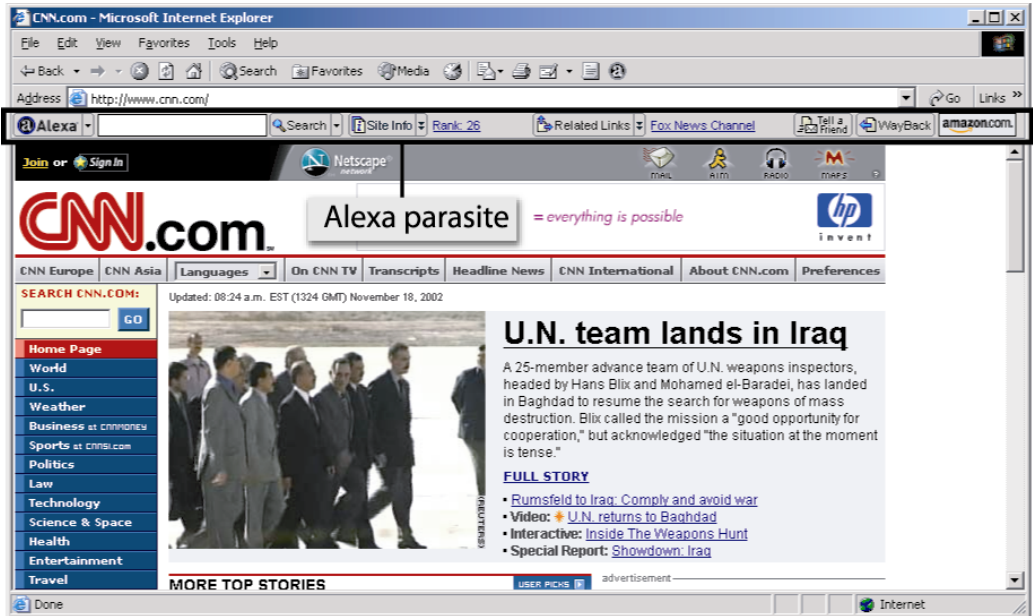 CNN.com - Microsoft Internet Explorer
File Edit View Favorites Tools Help
Back Search Favorites Media
Address http://www.cnn.com/ Go Links »
a Alexa Search Site Info Rank: 26 Related Links Fox News Channel Tell a Friend WayBack amazon.com.
Join or Sign In N Netscape® network MAIL AIM RADIO M MAPS
CNN.com.
Alexa parasite
= everything is possible
hp
invent
CNN Europe CNN Asia Languages On CNN TV Transcripts Headline News CNN International About CNN.com Preferences
SEARCH CNN.COM:
GO
Updated: 08:24 a.m. EST (1324 GMT) November 18, 2002
Home Page
World
U.S.
Weather
Business at CNNMONEY
Sports at CNNSI.com
Politics
Law
Technology
Science & Space
Health
Entertainment
Travel
(REUTERS)
U.N. team lands in Iraq
A 25-member advance team of U.N. weapons inspectors,
headed by Hans Blix and Mohamed el-Baradei, has landed
in Baghdad to resume the search for weapons of mass
destruction. Blix called the mission a "good opportunity for
cooperation," but acknowledged "the situation at the moment
is tense."
FULL STORY
• Rumsfeld to Iraq: Comply and avoid war
• Video: U.N. returns to Baghdad
• Interactive: Inside The Weapons Hunt
• Special Report: Showdown: Iraq
MORE TOP STORIES USER PICKS advertisement
Done Internet